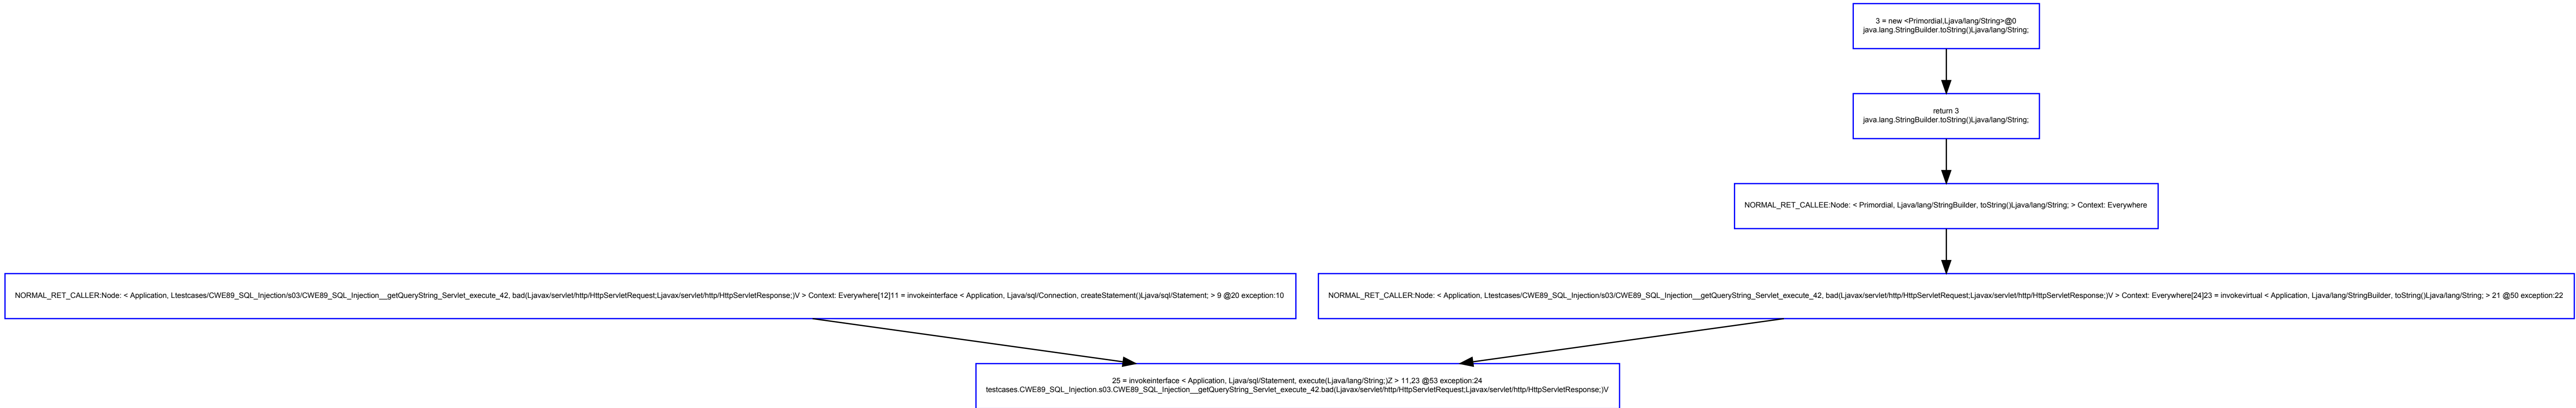 3 = new <Primordial,Ljava/lang/String>@0
java.lang.StringBuilder.toString()Ljava/lang/String;
return 3
java.lang.StringBuilder.toString()Ljava/lang/String;
NORMAL_RET_CALLEE:Node: < Primordial, Ljava/lang/StringBuilder, toString()Ljava/lang/String; > Context: Everywhere
NORMAL_RET_CALLER:Node: < Application, Ltestcases/CWE89_SQL_Injection/s03/CWE89_SQL_Injection__getQueryString_Servlet_execute_42, bad(Ljavax/servlet/http/HttpServletRequest;Ljavax/servlet/http/HttpServletResponse;)V > Context: Everywhere[12]11 = invokeinterface < Application, Ljava/sql/Connection, createStatement()Ljava/sql/Statement; > 9 @20 exception:10
NORMAL_RET_CALLER:Node: < Application, Ltestcases/CWE89_SQL_Injection/s03/CWE89_SQL_Injection__getQueryString_Servlet_execute_42, bad(Ljavax/servlet/http/HttpServletRequest;Ljavax/servlet/http/HttpServletResponse;)V > Context: Everywhere[24]23 = invokevirtual < Application, Ljava/lang/StringBuilder, toString()Ljava/lang/String; > 21 @50 exception:22
25 = invokeinterface < Application, Ljava/sql/Statement, execute(Ljava/lang/String;)Z > 11,23 @53 exception:24
testcases.CWE89_SQL_Injection.s03.CWE89_SQL_Injection__getQueryString_Servlet_execute_42.bad(Ljavax/servlet/http/HttpServletRequest;Ljavax/servlet/http/HttpServletResponse;)V